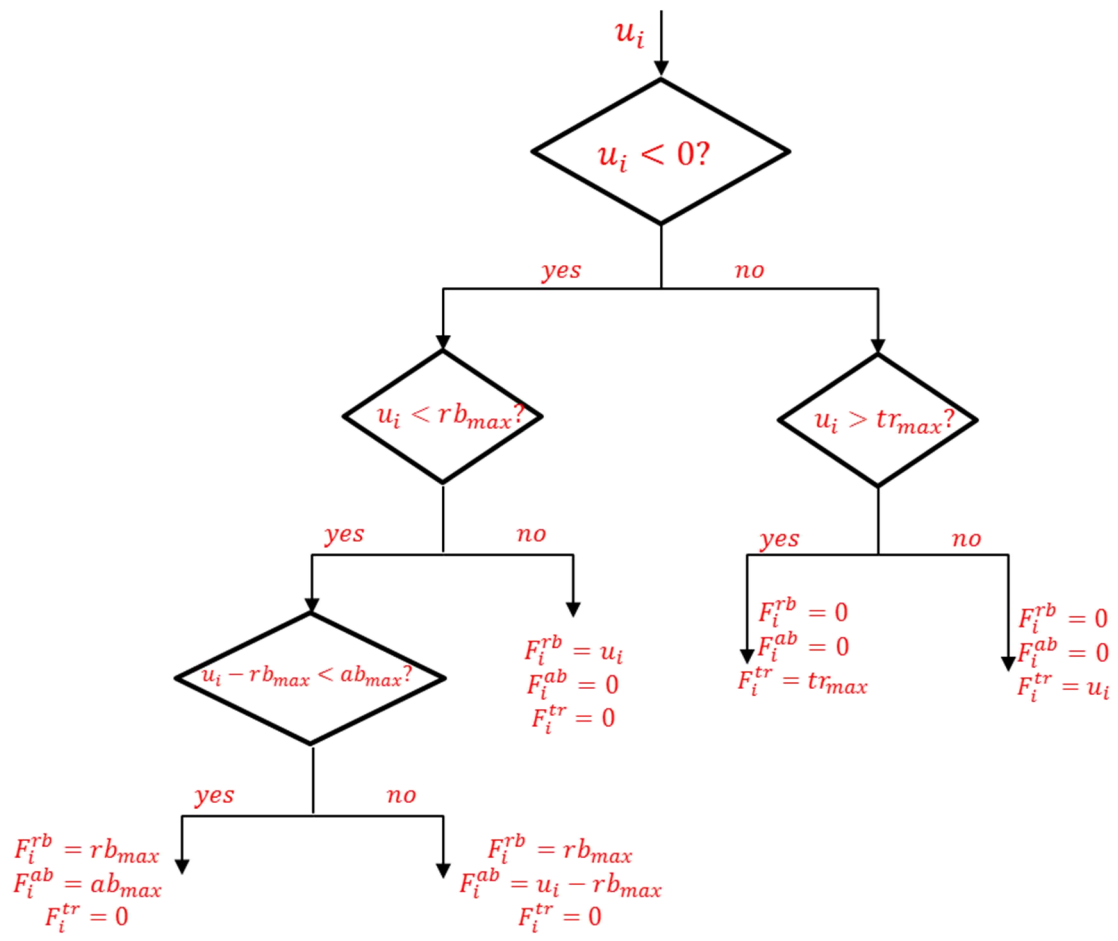 u_i
u_i < 0?
yes
no
u_i < rb_max?
u_i > tr_max?
yes
no
yes
no
F_i^rb = 0
F_i^ab = 0
F_i^tr = tr_max
F_i^rb = 0
F_i^ab = 0
F_i^tr = u_i
u_i − rb_max < ab_max?
F_i^rb = u_i
F_i^ab = 0
F_i^tr = 0
yes
no
F_i^rb = rb_max
F_i^ab = ab_max
F_i^tr = 0
F_i^rb = rb_max
F_i^ab = u_i − rb_max
F_i^tr = 0